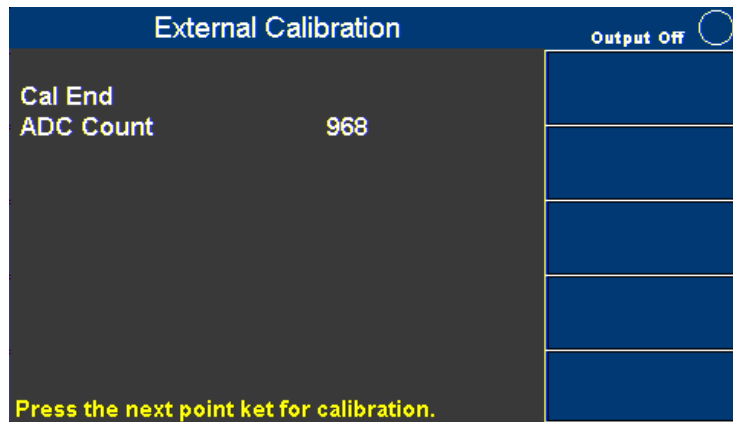 External Calibration
Output Off
Cal End
ADC Count 968
Press the next point ket for calibration.